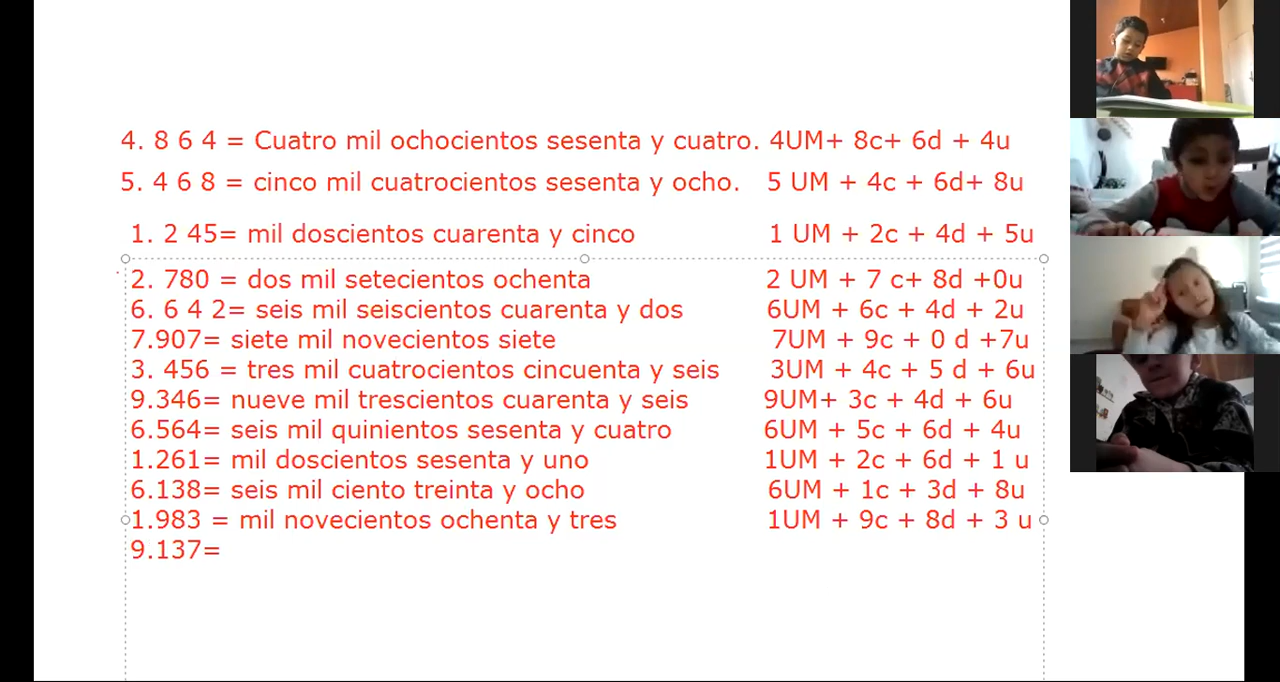 4. 8 6 4 = Cuatro mil ochocientos sesenta y cuatro. 4UM+ 8c+ 6d + 4u
5. 4 6 8 = cinco mil cuatrocientos sesenta y ocho. 5 UM + 4c + 6d+ 8u
1. 2 45= mil doscientos cuarenta y cinco 1 UM + 2c + 4d + 5u
2. 780 = dos mil setecientos ochenta 2 UM + 7 c+ 8d +0u
6. 6 4 2= seis mil seiscientos cuarenta y dos 6UM + 6c + 4d + 2u
7.907= siete mil novecientos siete 7UM + 9c + 0 d +7u
3. 456 = tres mil cuatrocientos cincuenta y seis 3UM + 4c + 5 d + 6u
9.346= nueve mil trescientos cuarenta y seis 9UM+ 3c + 4d + 6u
6.564= seis mil quinientos sesenta y cuatro 6UM + 5c + 6d + 4u
1.261= mil doscientos sesenta y uno 1UM + 2c + 6d + 1 u
6.138= seis mil ciento treinta y ocho 6UM + 1c + 3d + 8u
1.983 = mil novecientos ochenta y tres 1UM + 9c + 8d + 3 u
9.137=